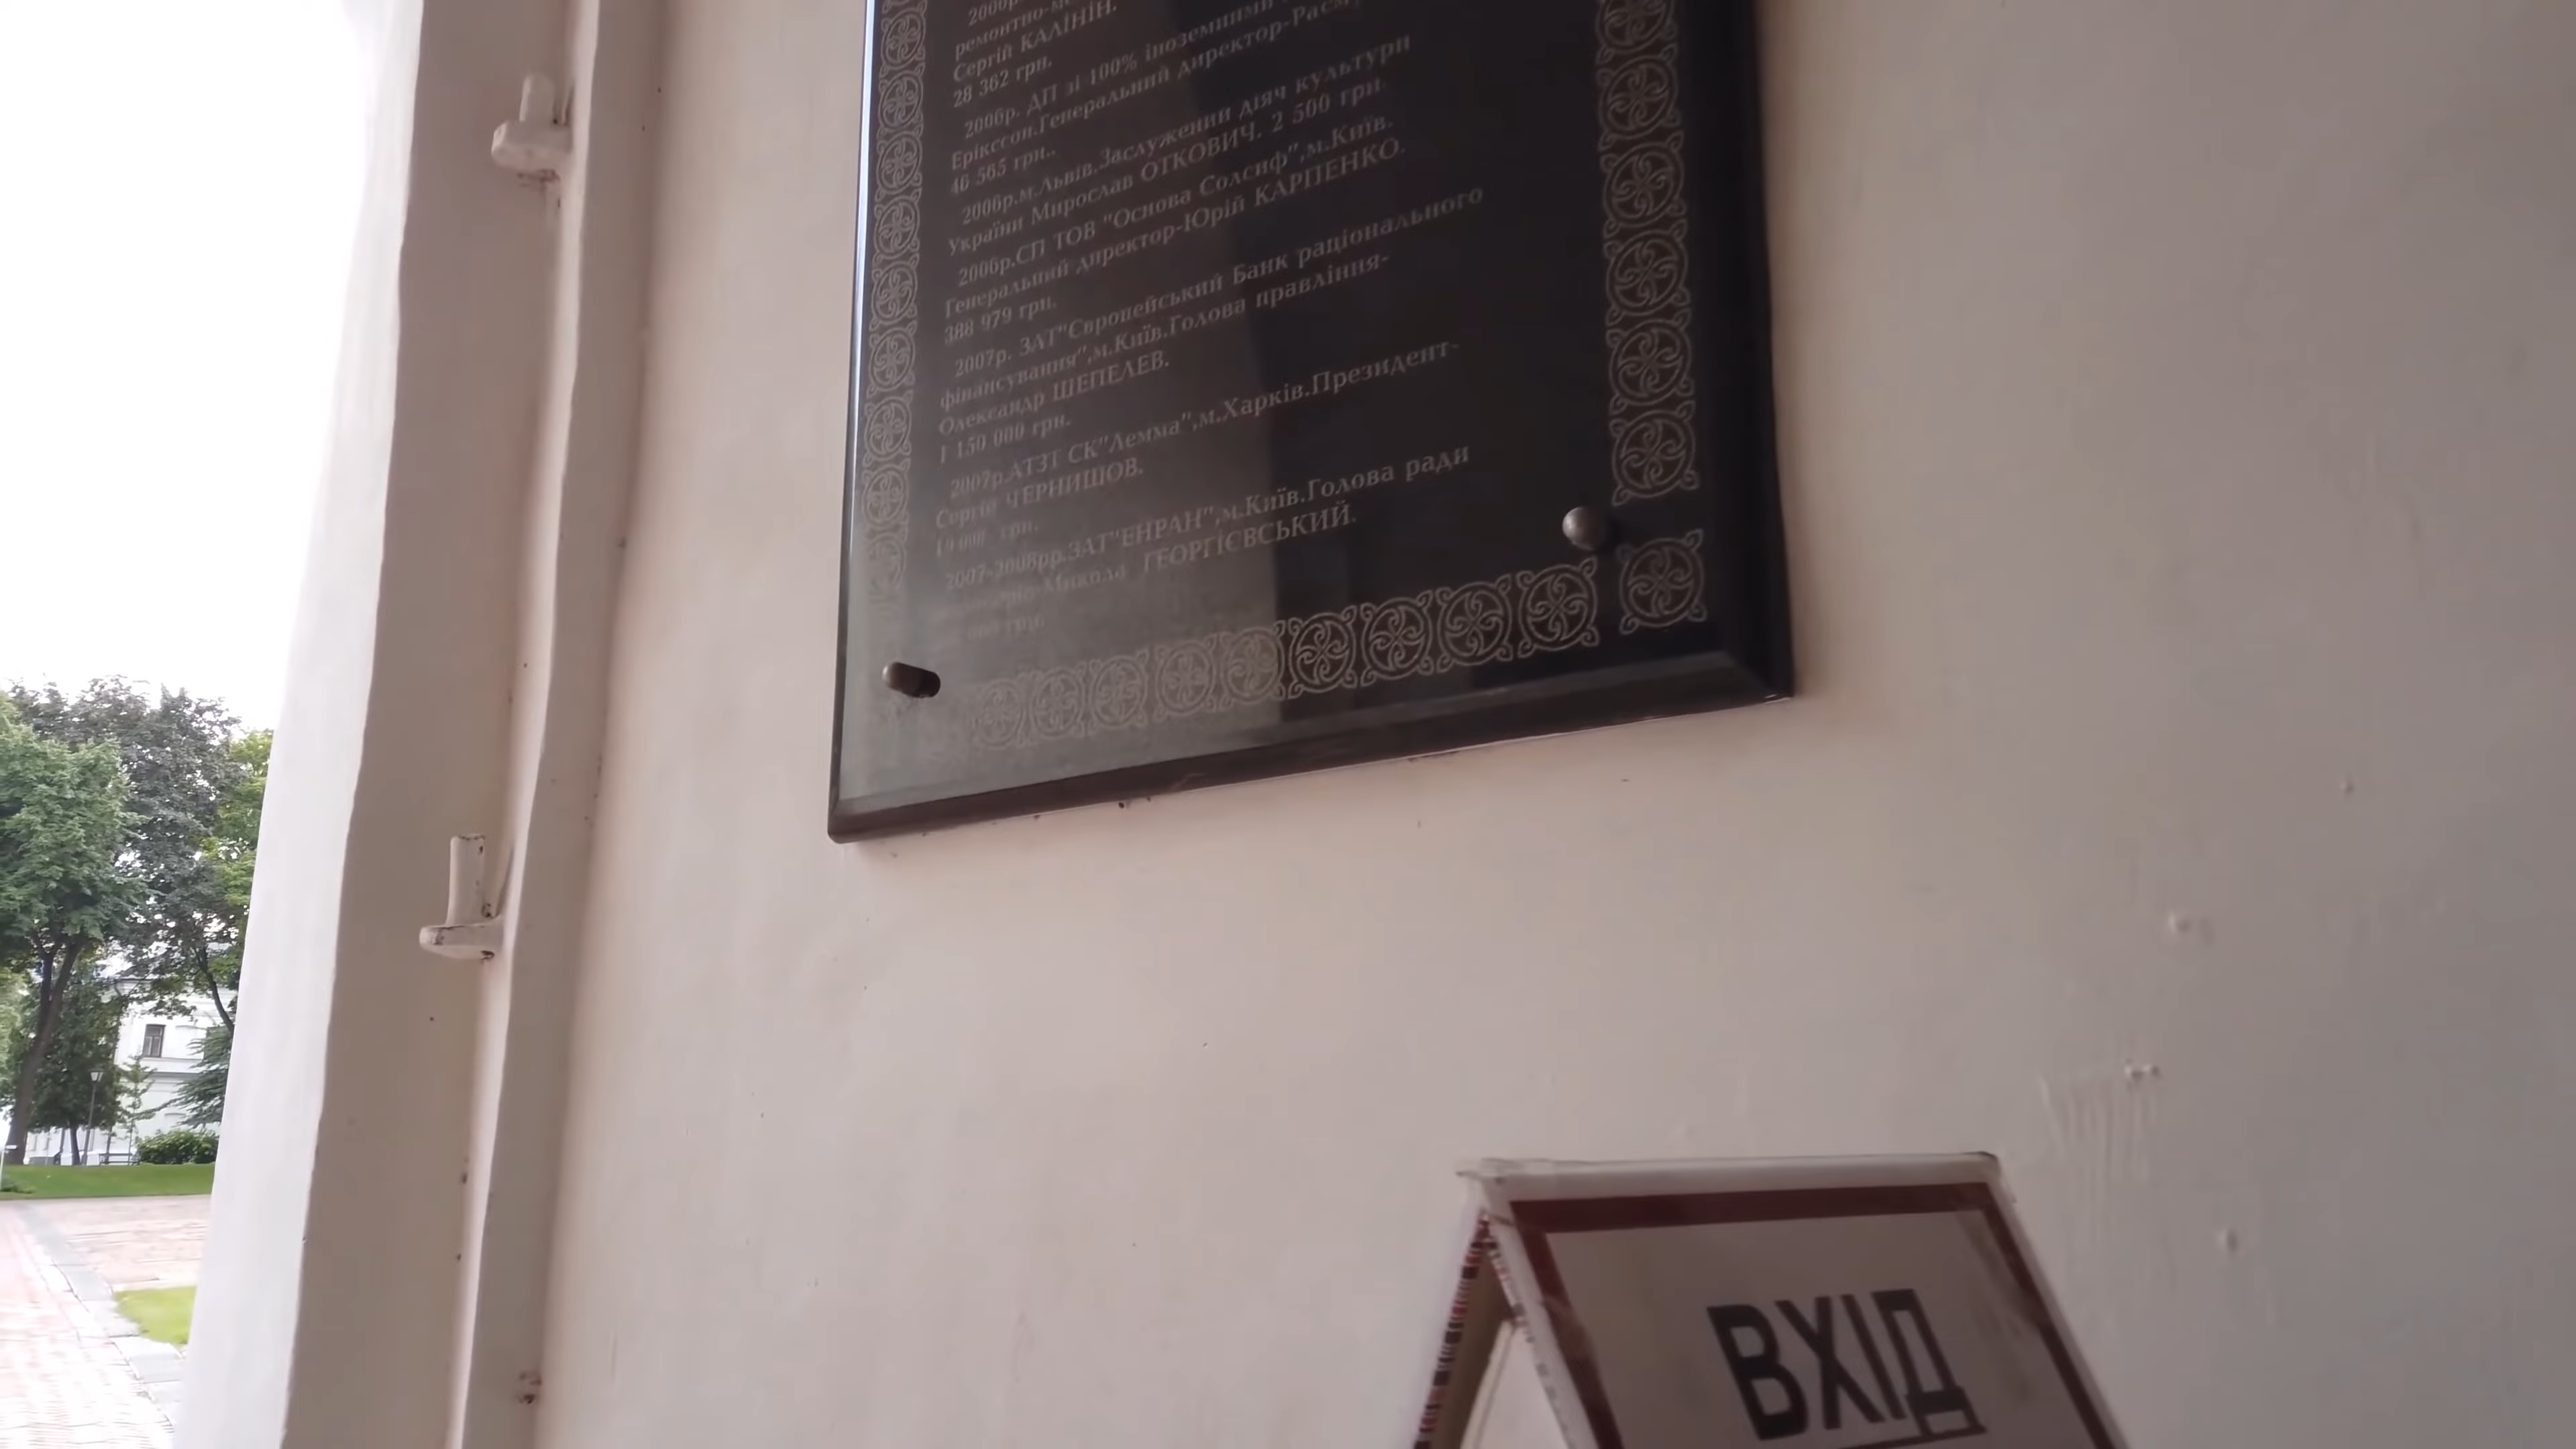 2006р.
ремонтно-
Сергій КАЛІНІН.
28 362 грн.
2006р. ДП зі 100% іноземними
Ерікссон.Генеральний директор-Расм
46 565 грн..
2006р.м.Львів.Заслужений діяч культури
України Мирослав ОТКОВИЧ. 2 500 грн.
2006р.СП ТОВ "Основа Солсиф",м.Київ.
Генеральний директор-Юрій КАРПЕНКО.
388 979 грн.
2007р. ЗАТ"Європейський Банк раціонального
фінансування",м.Київ.Голова правління-
Олександр ШЕПЕЛЕВ.
1 150 000 грн.
2007р.АТЗТ СК"Лемма",м.Харків.Президент-
Сергій ЧЕРНИШОВ.
грн.
2007-2008рр.ЗАТ"ЕНРАН",м.Київ.Голова ради
Микола ГЕОРГІЄВСЬКИЙ.
грн.
ВХІД